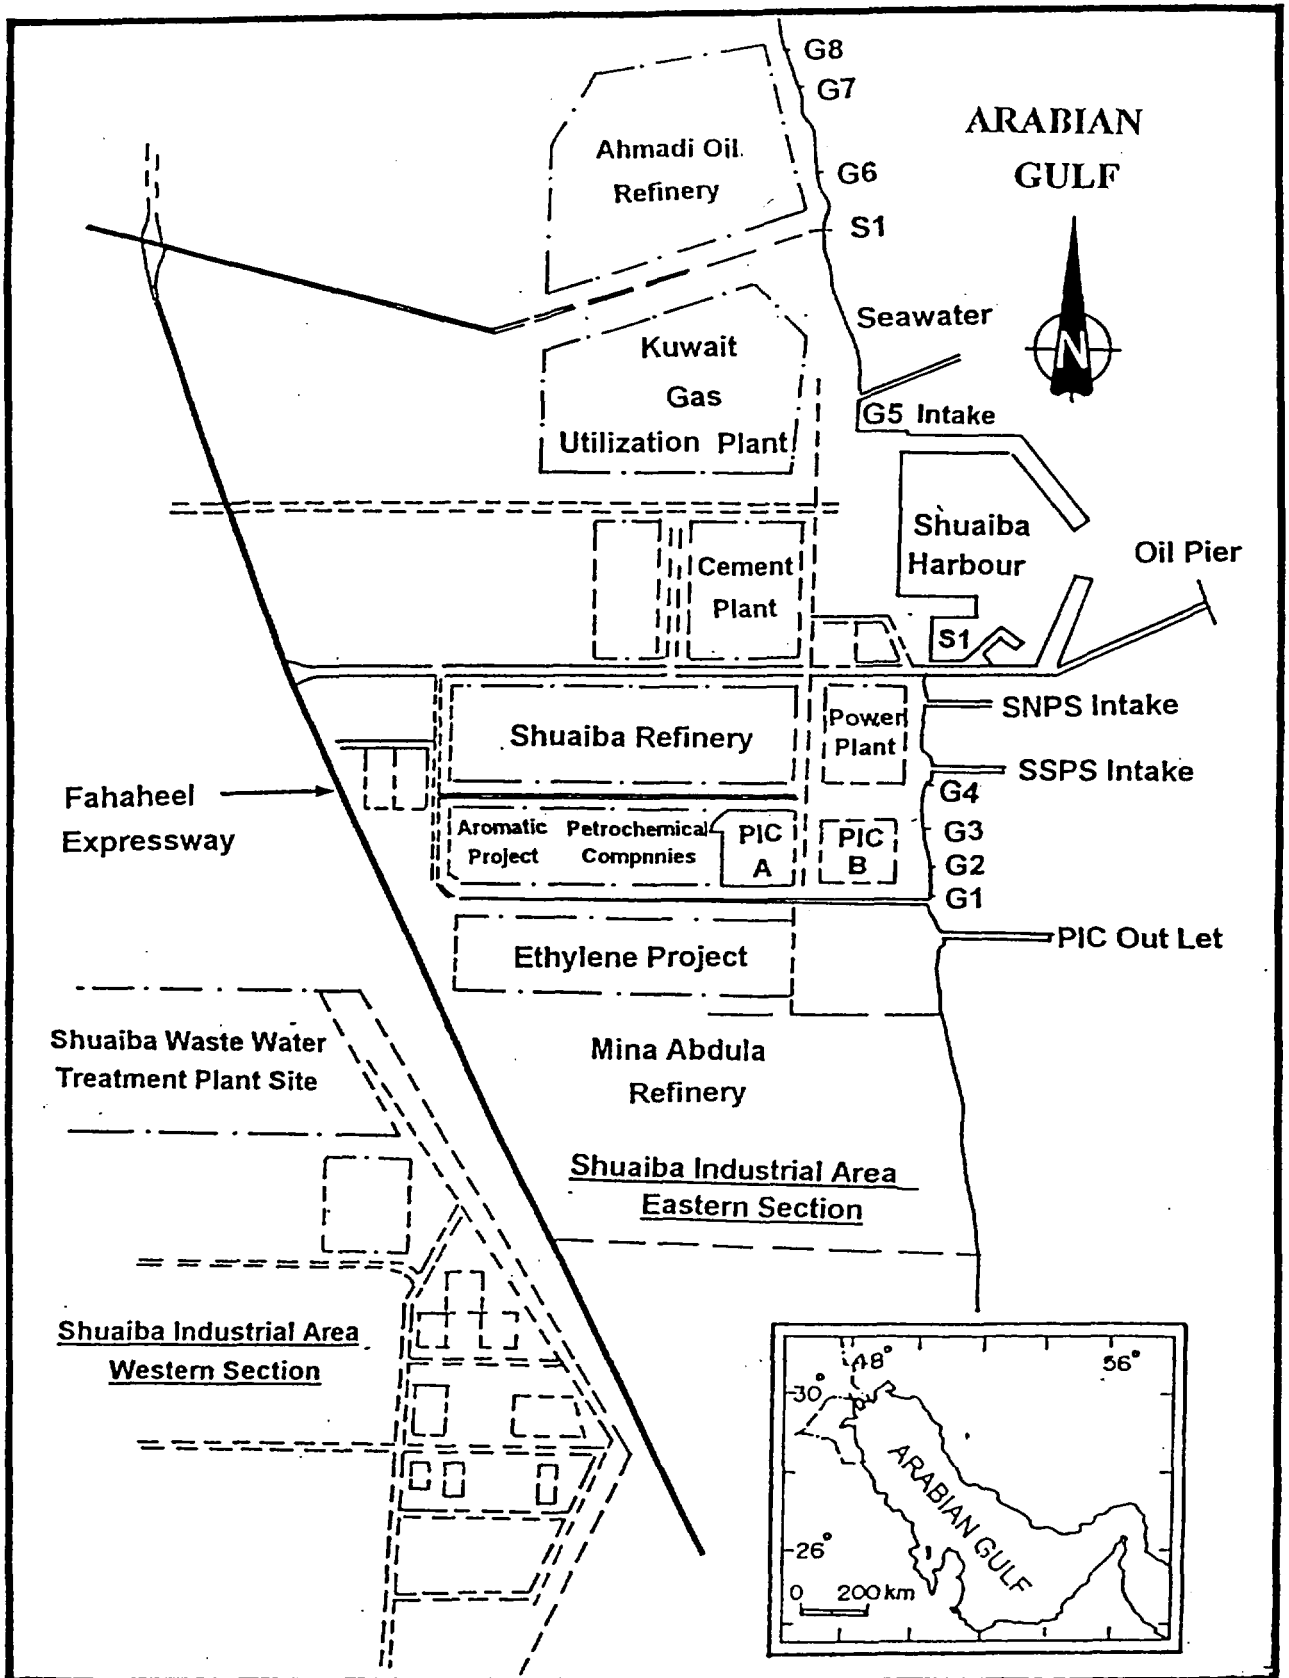 G8
G7
ARABIAN
GULF
Ahmadi Oil
Refinery
G6
S1
Seawater
N
Kuwait
Gas
Utilization Plant
G5 Intake
Shuaiba
Harbour
Oil Pier
Cement
Plant
S1
SNPS Intake
Power
Plant
Shuaiba Refinery
SSPS Intake
G4
Fahaheel
Expressway
Aromatic
Project
Petrochemical
Compnnies
PIC
A
PIC
B
G3
G2
G1
PIC Out Let
Ethylene Project
Shuaiba Waste Water
Treatment Plant Site
Mina Abdula
Refinery
Shuaiba Industrial Area
Eastern Section
Shuaiba Industrial Area
Western Section
48°
56°
30°
ARABIAN GULF
26°
0 200 km